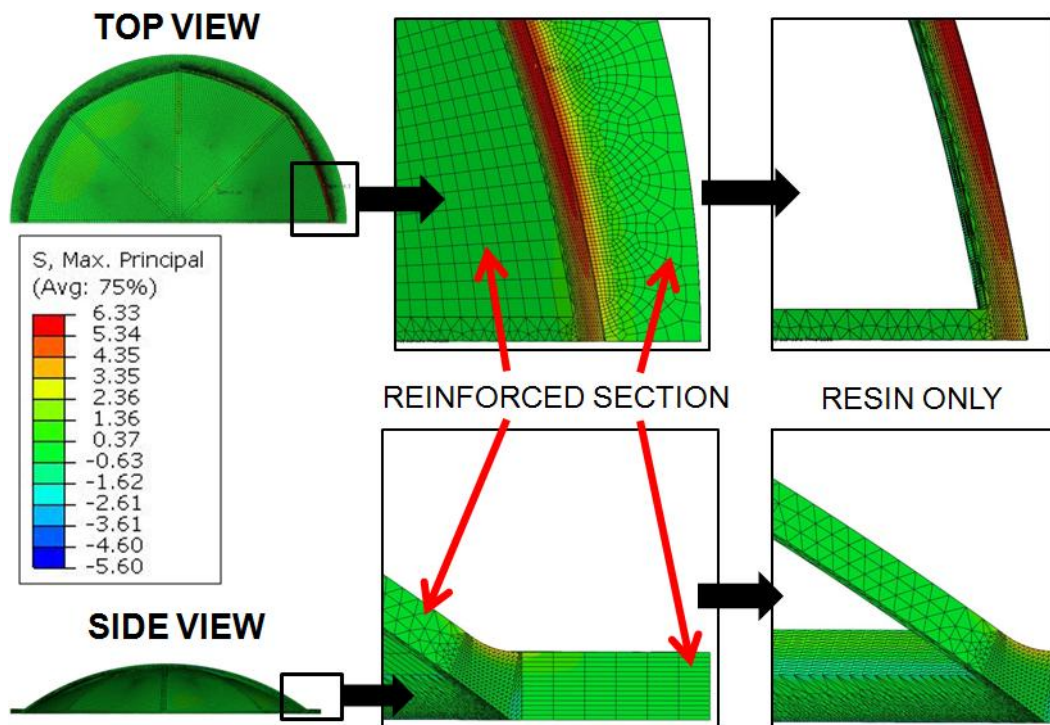 TOP VIEW
S, Max. Principal
(Avg: 75%)
6.33
5.34
4.35
3.35
2.36
1.36
0.37
-0.63
-1.62
-2.61
-3.61
-4.60
-5.60
REINFORCED SECTION
RESIN ONLY
SIDE VIEW